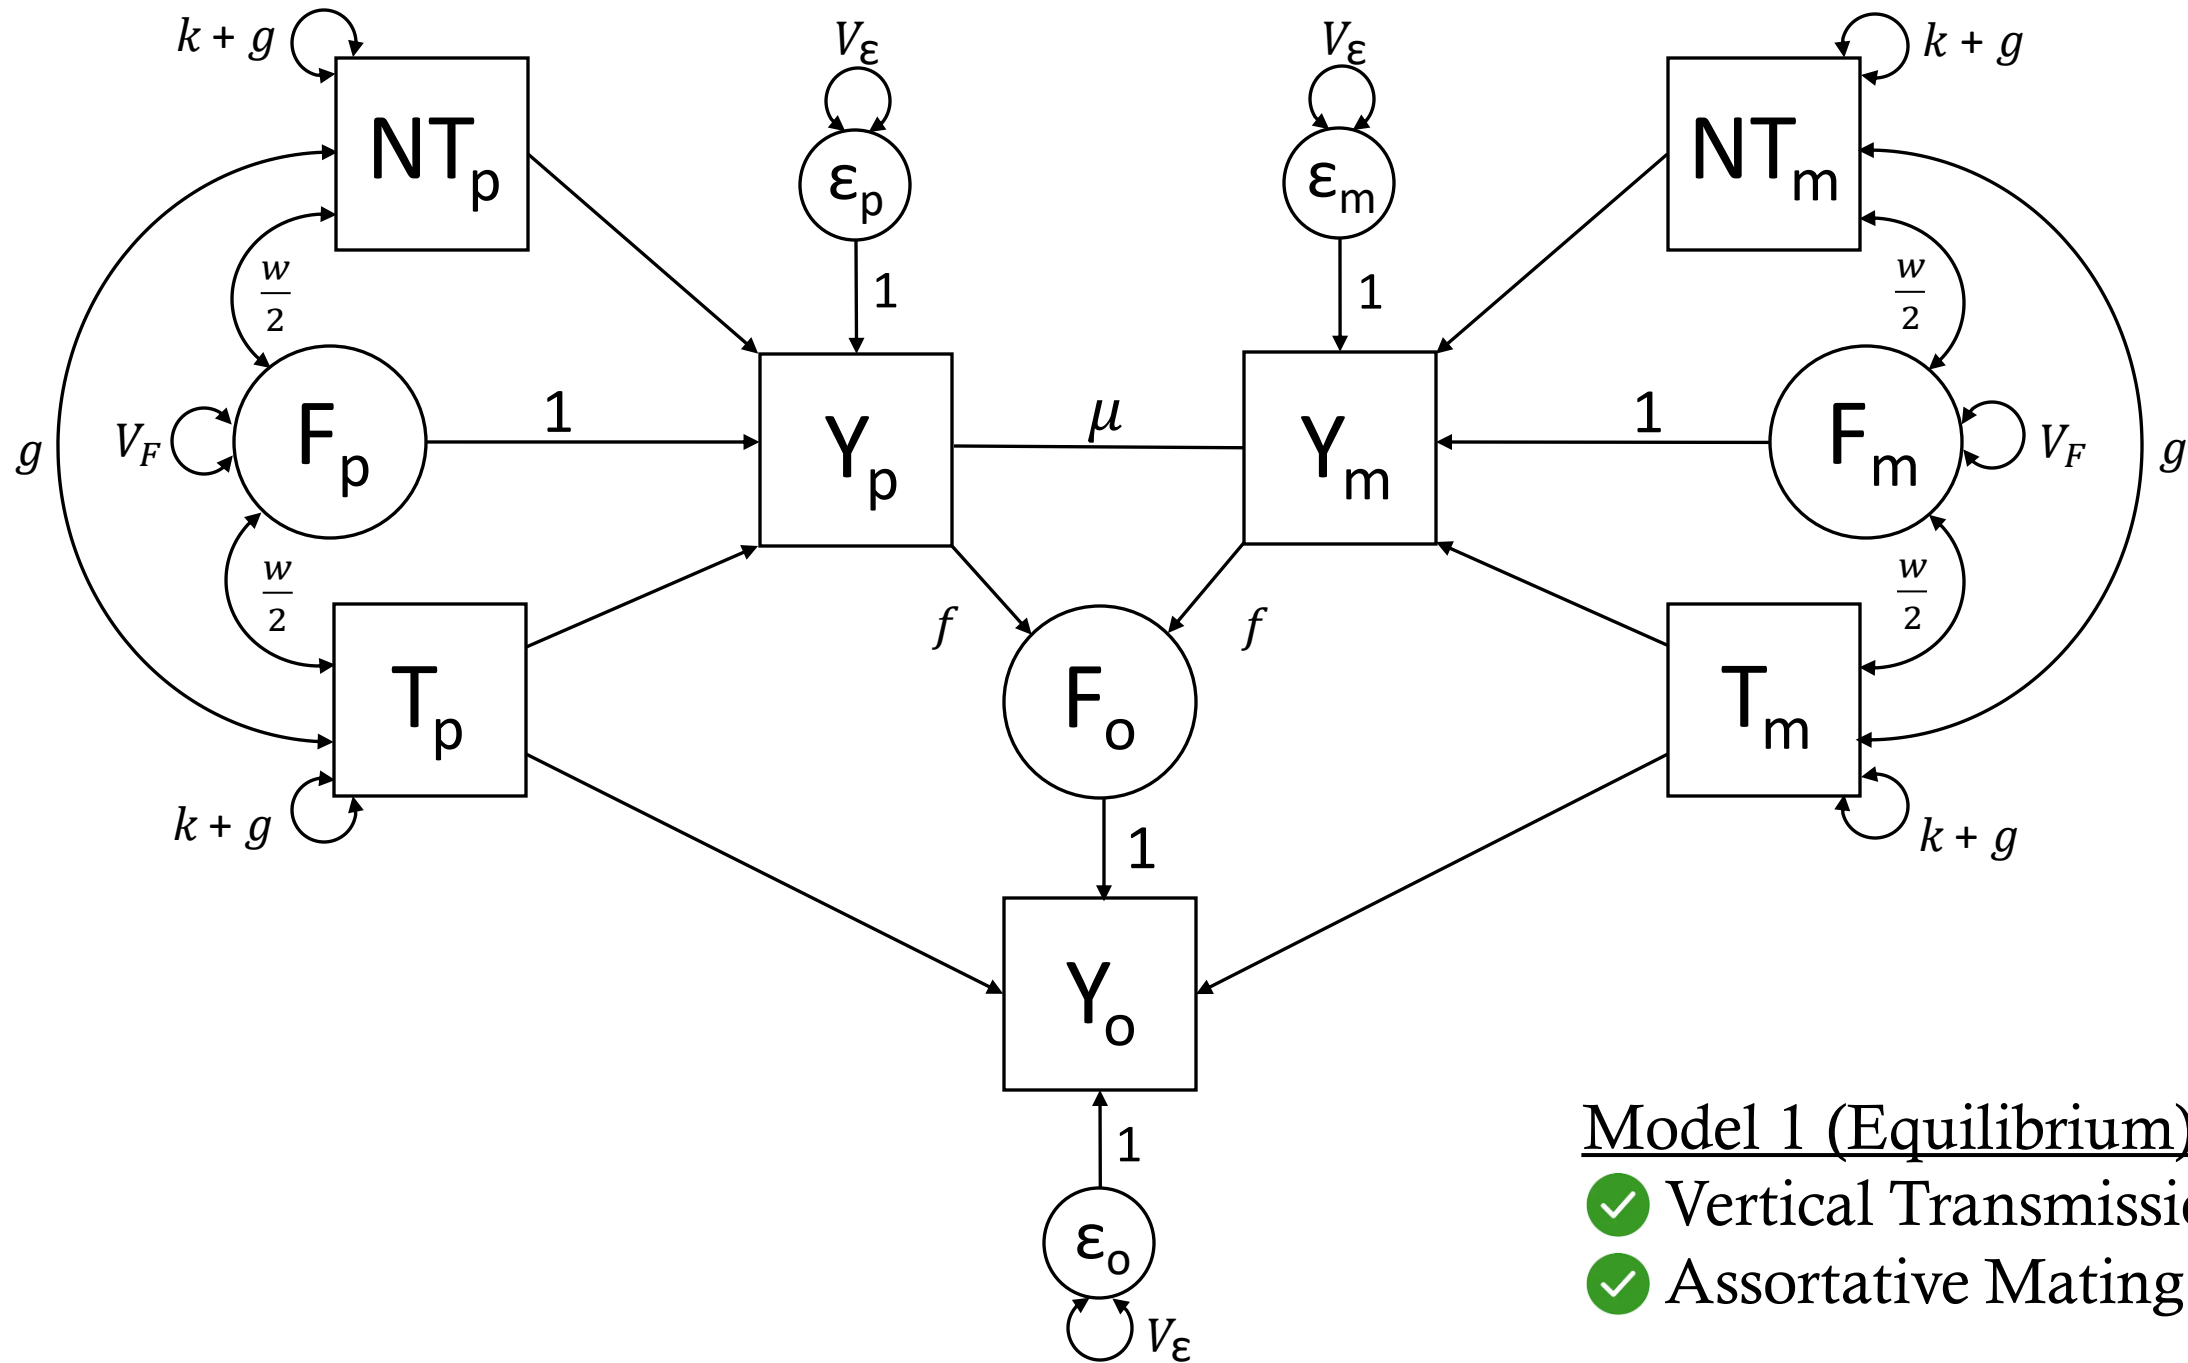 k + g
V_ε
V_ε
k + g
NT_p
ε_p
ε_m
NT_m
w/2
1
1
w/2
g
V_F
F_p
1
Y_p
μ
Y_m
1
F_m
V_F
g
w/2
f
f
w/2
T_p
F_o
T_m
k + g
1
k + g
Y_o
Model 1 (Equilibrium)
1
Vertical Transmissi
ε_o
Assortative Mating
V_ε